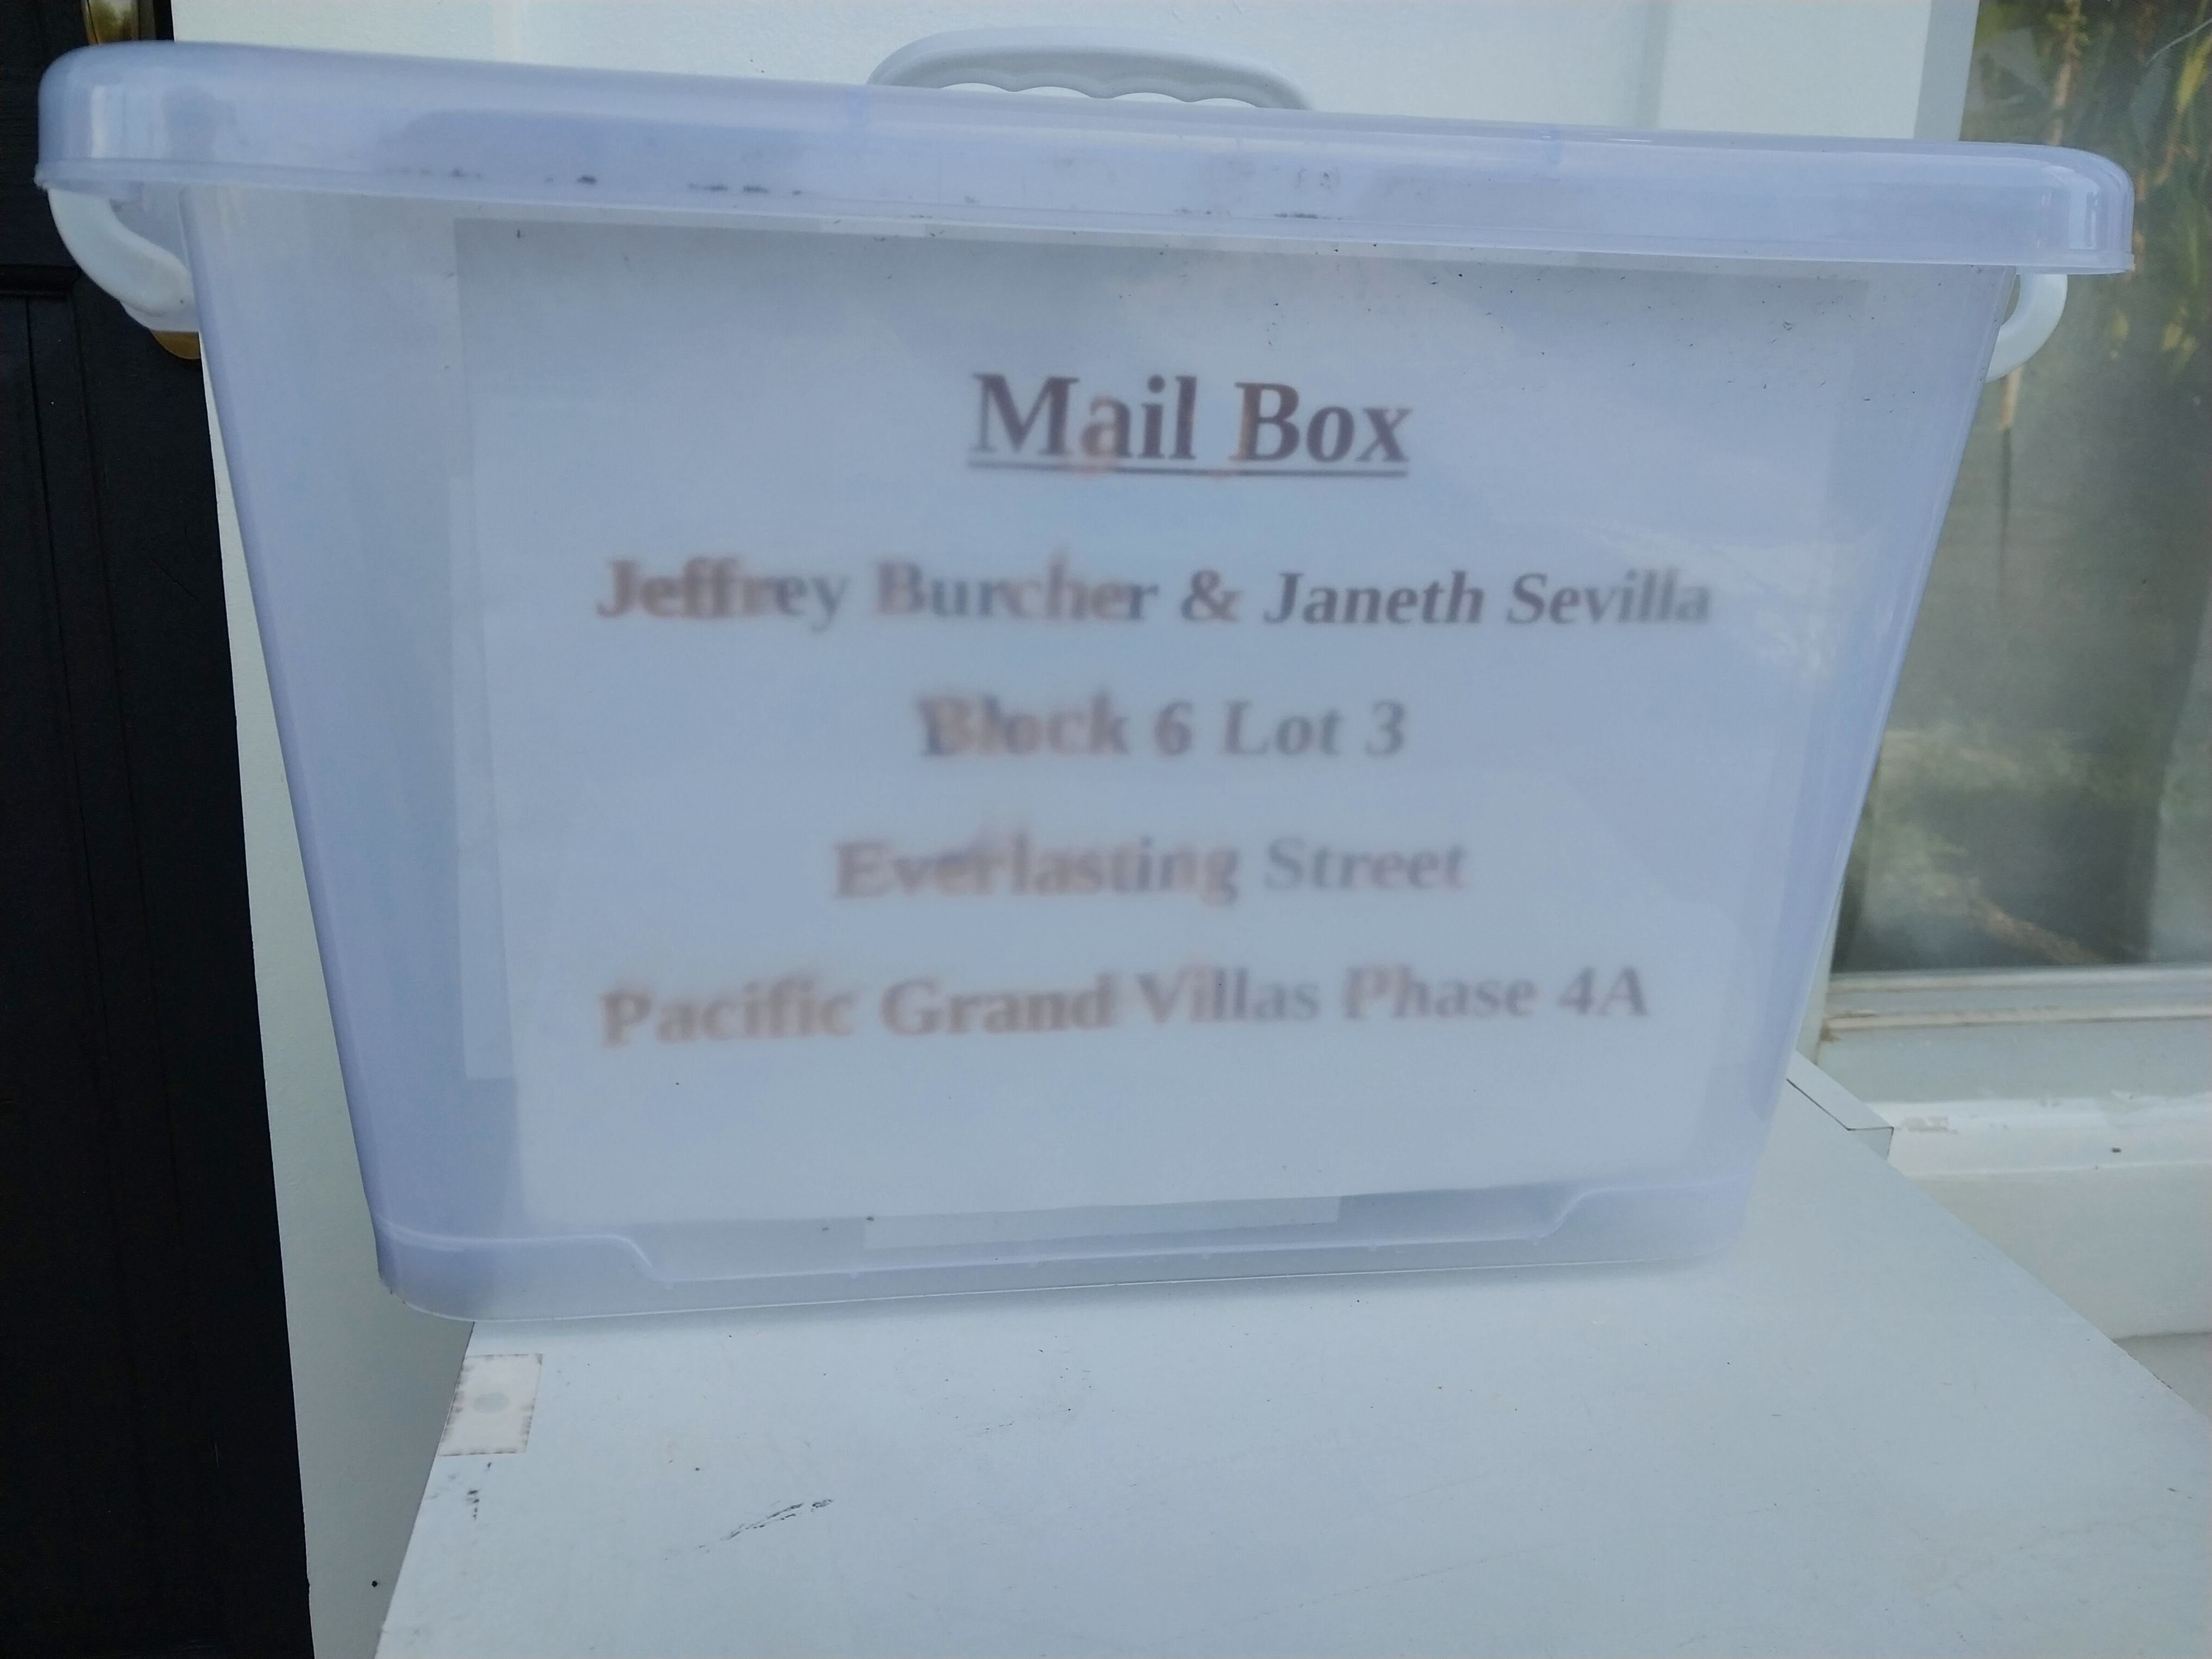 Mail Box
Jeffrey Burcher & Janeth Sevilla
Block 6 Lot 3
Everlasting Street
Pacific Grand Villas Phase 4A